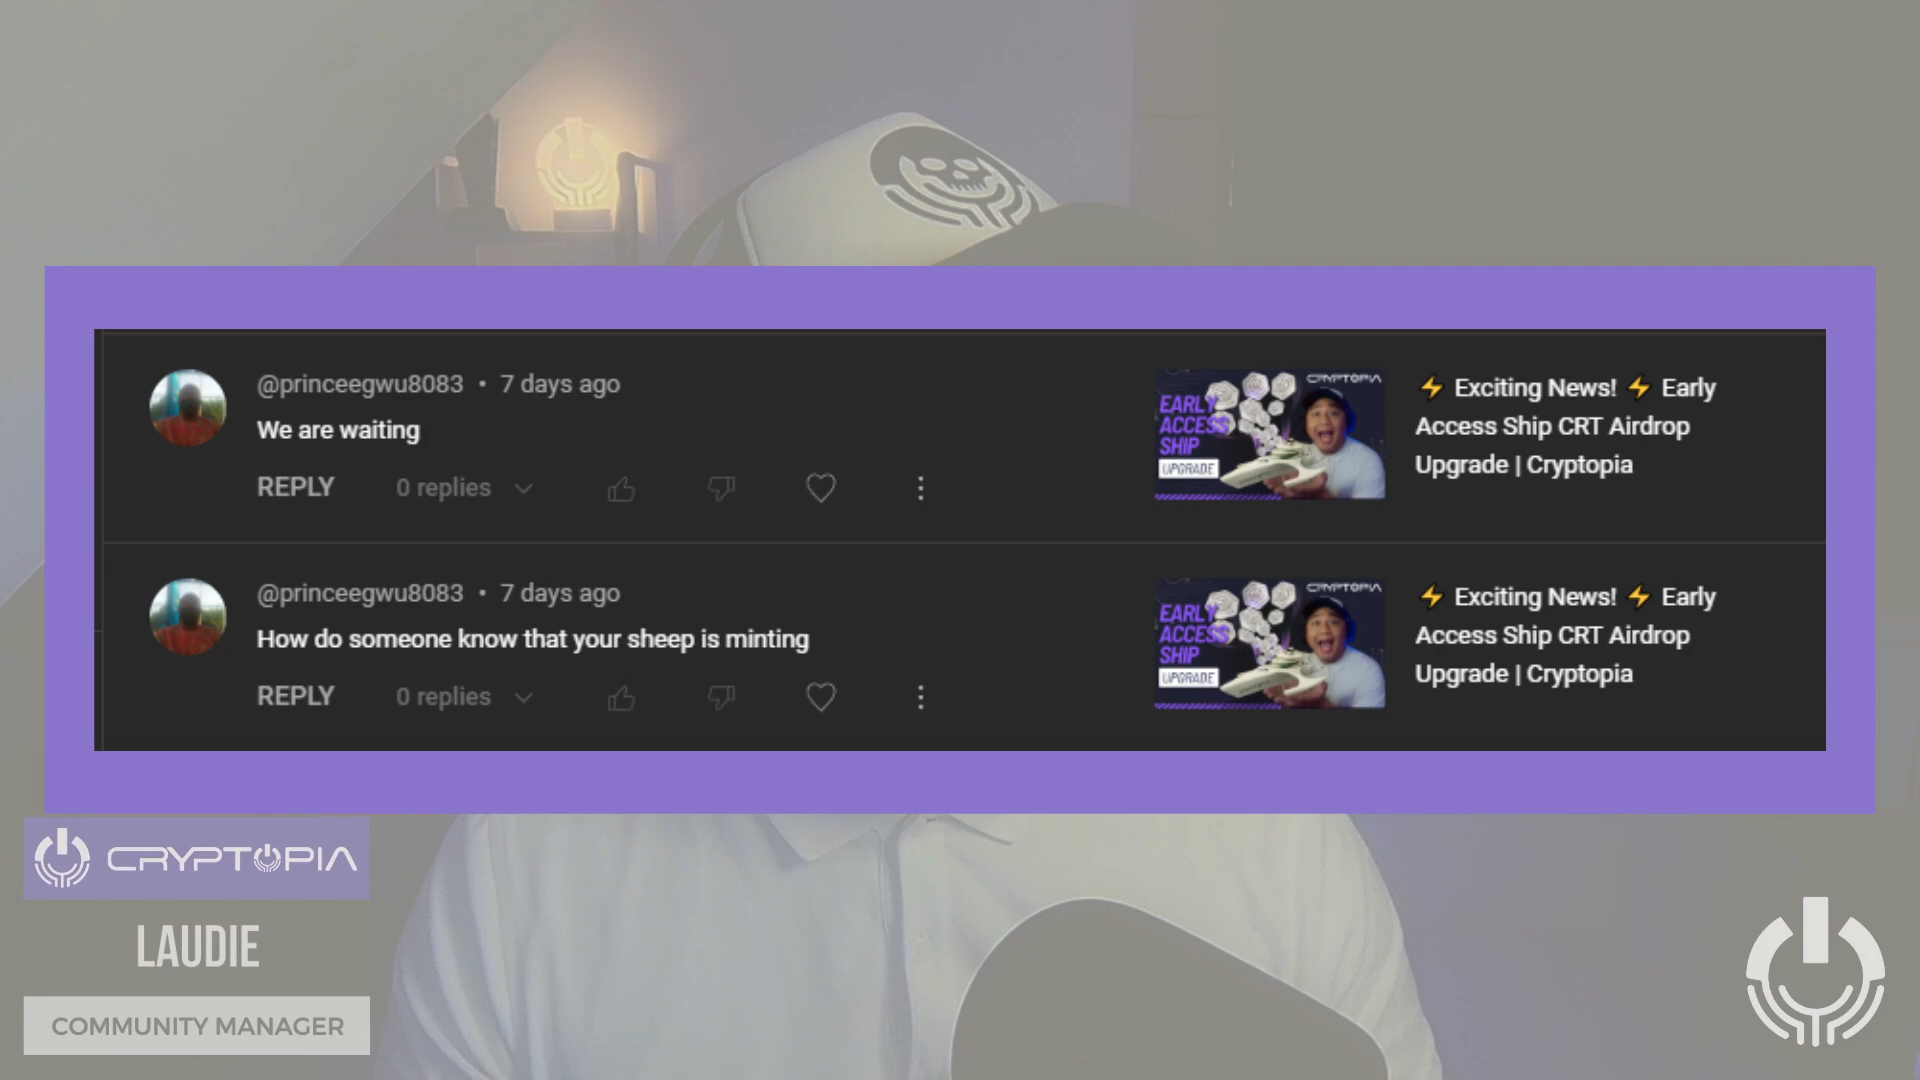 @princeegwu8083 • 7 days ago
We are waiting
REPLY 0 replies
CRYPTOPIA
EARLY
ACCESS
SHIP
UPGRADE
⚡ Exciting News! ⚡ Early
Access Ship CRT Airdrop
Upgrade | Cryptopia
@princeegwu8083 • 7 days ago
How do someone know that your sheep is minting
REPLY 0 replies
CRYPTOPIA
EARLY
ACCESS
SHIP
UPGRADE
⚡ Exciting News! ⚡ Early
Access Ship CRT Airdrop
Upgrade | Cryptopia
CRYPTOPIA
LAUDIE
COMMUNITY MANAGER